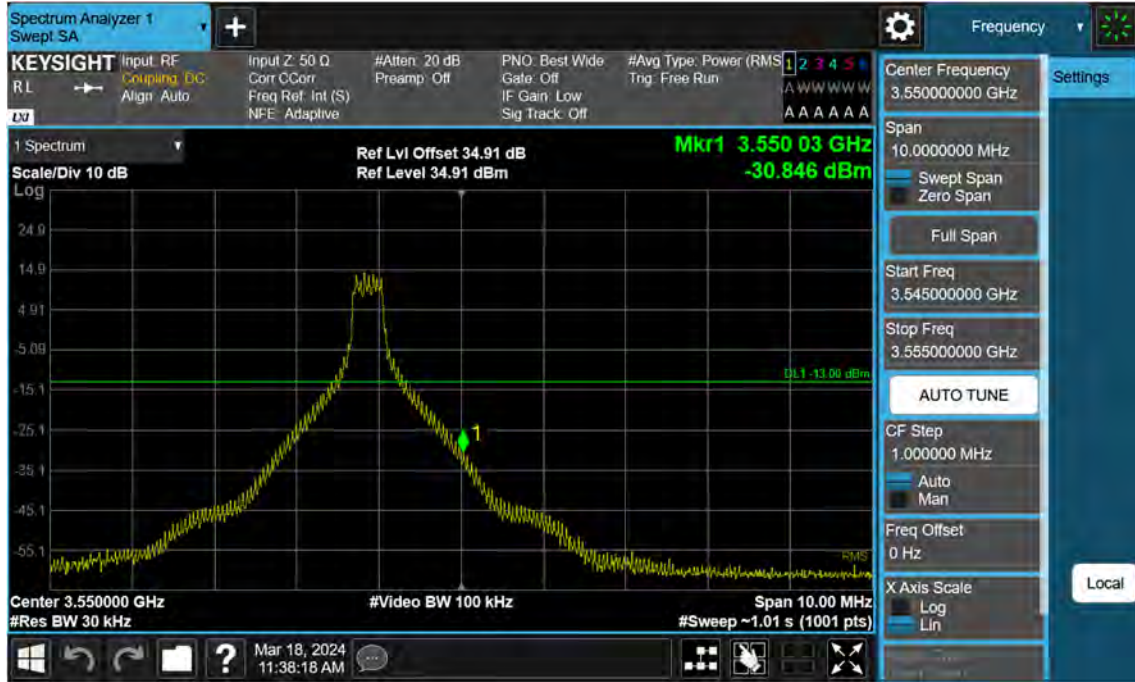 Spectrum Analyzer 1
Swept SA
Frequency
KEYSIGHT
R L
LXI
Input: RF
Coupling: DC
Align: Auto
Input Z: 50 Ω
Corr CCorr
Freq Ref: Int (S)
NFE: Adaptive
#Atten: 20 dB
Preamp: Off
PNO: Best Wide
Gate: Off
IF Gain: Low
Sig Track: Off
#Avg Type: Power (RMS
Trig: Free Run
1 2 3 4 5 6
A W W W W W
A A A A A A
1 Spectrum
Scale/Div 10 dB
Ref Lvl Offset 34.91 dB
Ref Level 34.91 dBm
Mkr1 3.550 03 GHz
-30.846 dBm
Log
24.9
14.9
4.91
-5.09
-15.1
-25.1
-35.1
-45.1
-55.1
DL1 -13.00 dBm
1
RMS
Center 3.550000 GHz
#Video BW 100 kHz
Span 10.00 MHz
#Res BW 30 kHz
#Sweep ~1.01 s (1001 pts)
Center Frequency
3.550000000 GHz
Span
10.0000000 MHz
Swept Span
Zero Span
Full Span
Start Freq
3.545000000 GHz
Stop Freq
3.555000000 GHz
AUTO TUNE
CF Step
1.000000 MHz
Auto
Man
Freq Offset
0 Hz
X Axis Scale
Log
Lin
Settings
Local
?
Mar 18, 2024
11:38:18 AM